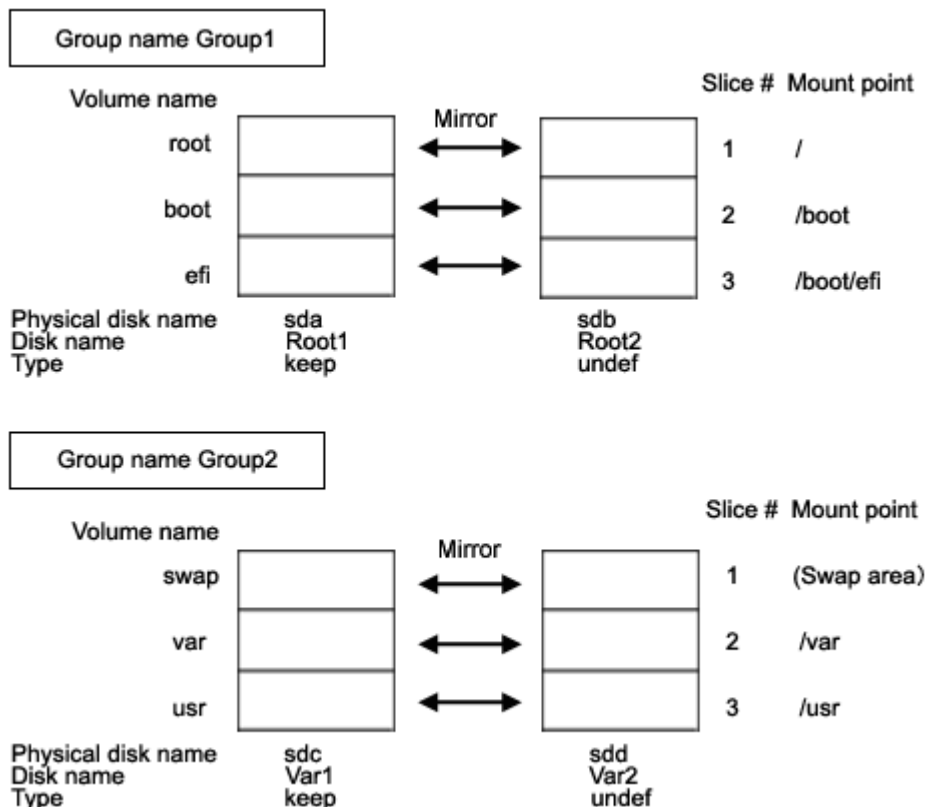 Group name Group1
Slice # Mount point
Volume name
Mirror
root 1 /
boot 2 /boot
efi 3 /boot/efi
Physical disk name sda sdb
Disk name Root1 Root2
Type keep undef
Group name Group2
Slice # Mount point
Volume name
Mirror
swap 1 (Swap area)
var 2 /var
usr 3 /usr
Physical disk name sdc sdd
Disk name Var1 Var2
Type keep undef